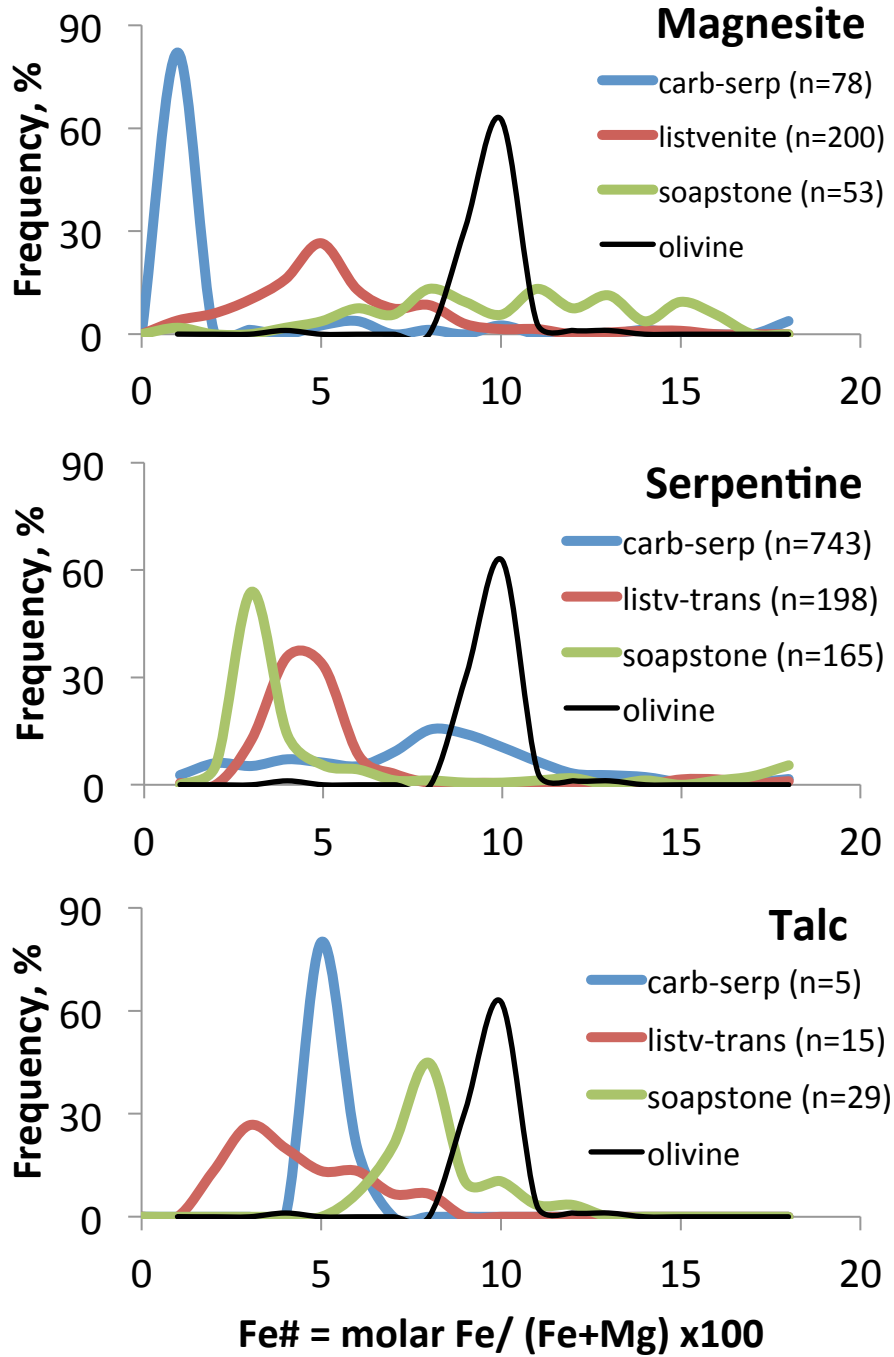 Magnesite
Frequency, %
90
60
30
0
carb-serp (n=78)
listvenite (n=200)
soapstone (n=53)
olivine
0 5 10 15 20
Serpentine
Frequency, %
90
60
30
0
carb-serp (n=743)
listv-trans (n=198)
soapstone (n=165)
olivine
0 5 10 15 20
Talc
Frequency, %
90
60
30
0
carb-serp (n=5)
listv-trans (n=15)
soapstone (n=29)
olivine
0 5 10 15 20
Fe# = molar Fe/ (Fe+Mg) x100